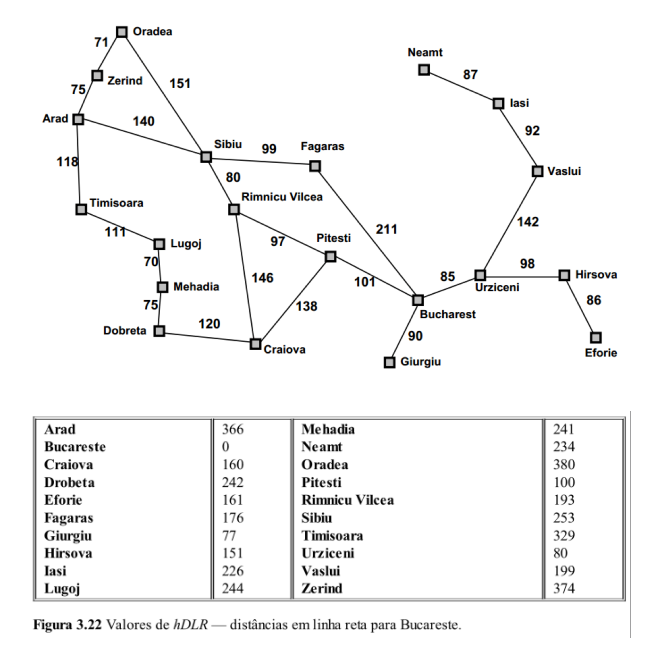 Oradea
71
Neamt
87
Zerind
151
75
Iasi
Arad
140
92
Sibiu
99
Fagaras
118
80
Vaslui
Timisoara
Rimnicu Vilcea
111
Lugoj
97
Pitesti
211
142
70
98
Hirsova
Mehadia
146
101
85
Urziceni
75
138
86
Bucharest
Dobreta
120
90
Craiova
Giurgiu
Eforie
Arad 366 Mehadia 241
Bucareste 0 Neamt 234
Craiova 160 Oradea 380
Drobeta 242 Pitesti 100
Eforie 161 Rimnicu Vilcea 193
Fagaras 176 Sibiu 253
Giurgiu 77 Timisoara 329
Hirsova 151 Urziceni 80
Iasi 226 Vaslui 199
Lugoj 244 Zerind 374
Figura 3.22 Valores de hDLR — distâncias em linha reta para Bucareste.